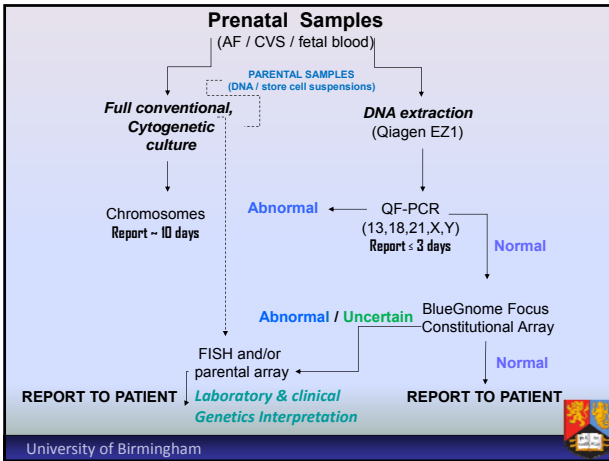 Prenatal Samples
(AF / CVS / fetal blood)
PARENTAL SAMPLES
(DNA / store cell suspensions)
Full conventional,
Cytogenetic
culture
DNA extraction
(Qiagen EZ1)
Chromosomes
Report ~ 10 days
Abnormal
QF-PCR
(13,18,21,X,Y)
Report ≤ 3 days
Normal
Abnormal / Uncertain
BlueGnome Focus
Constitutional Array
FISH and/or
parental array
Normal
REPORT TO PATIENT
Laboratory & clinical
Genetics Interpretation
REPORT TO PATIENT
University of Birmingham